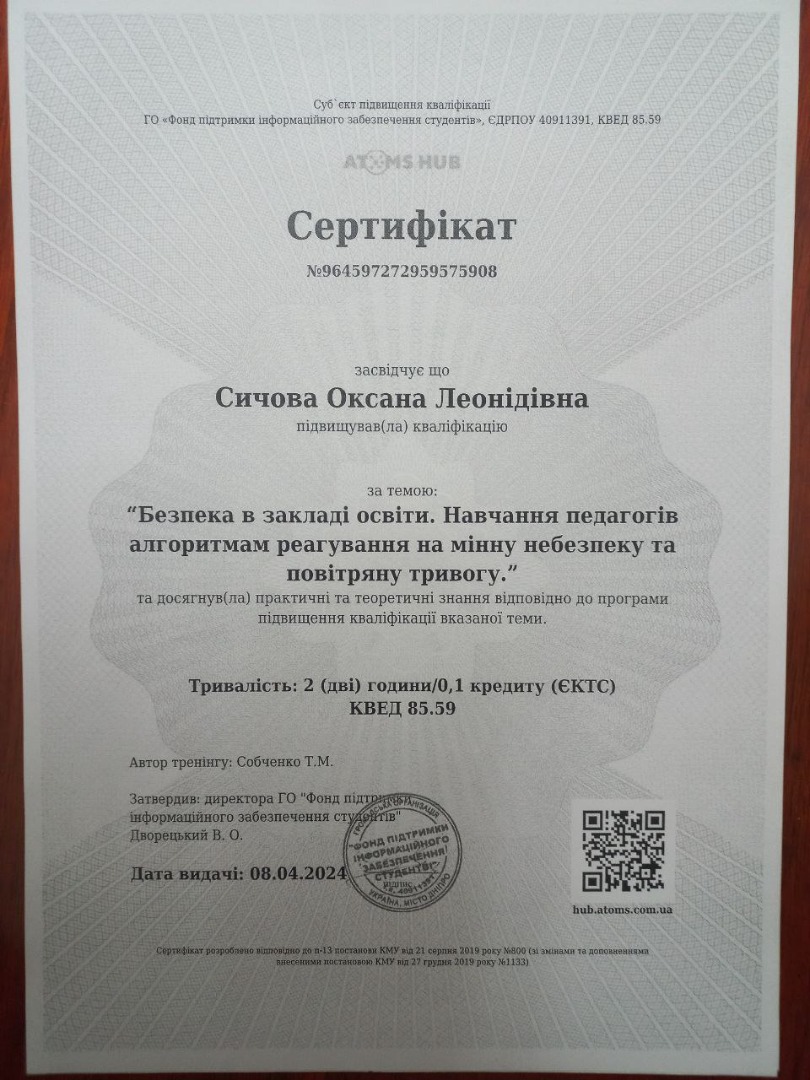 Суб`єкт підвищення кваліфікації
ГО «Фонд підтримки інформаційного забезпечення студентів», ЄДРПОУ 40911391, КВЕД 85.59
ATOMS HUB
Сертифікат
№964597272959575908
засвідчує що
Сичова Оксана Леонідівна
підвищував(ла) кваліфікацію
за темою:
“Безпека в закладі освіти. Навчання педагогів
алгоритмам реагування на мінну небезпеку та
повітряну тривогу.”
та досягнув(ла) практичні та теоретичні знання відповідно до програми
підвищення кваліфікації вказаної теми.
Тривалість: 2 (дві) години/0,1 кредиту (ЄКТС)
КВЕД 85.59
Автор тренінгу: Собченко Т.М.
Затвердив: директора ГО "Фонд підтримки
інформаційного забезпечення студентів"
Дворецький В. О.
Дата видачі: 08.04.2024
ГРОМАДСЬКА ОРГАНІЗАЦІЯ
"ФОНД ПІДТРИМКИ
ІНФОРМАЦІЙНОГО
ЗАБЕЗПЕЧЕННЯ
СТУДЕНТІВ"
УКРАЇНА, МІСТО ДНІПРО
hub.atoms.com.ua
Сертифікат розроблено відповідно до п-13 постанови КМУ від 21 серпня 2019 року №800 (зі змінами та доповненнями
внесеними постановою КМУ від 27 грудня 2019 року №1133)